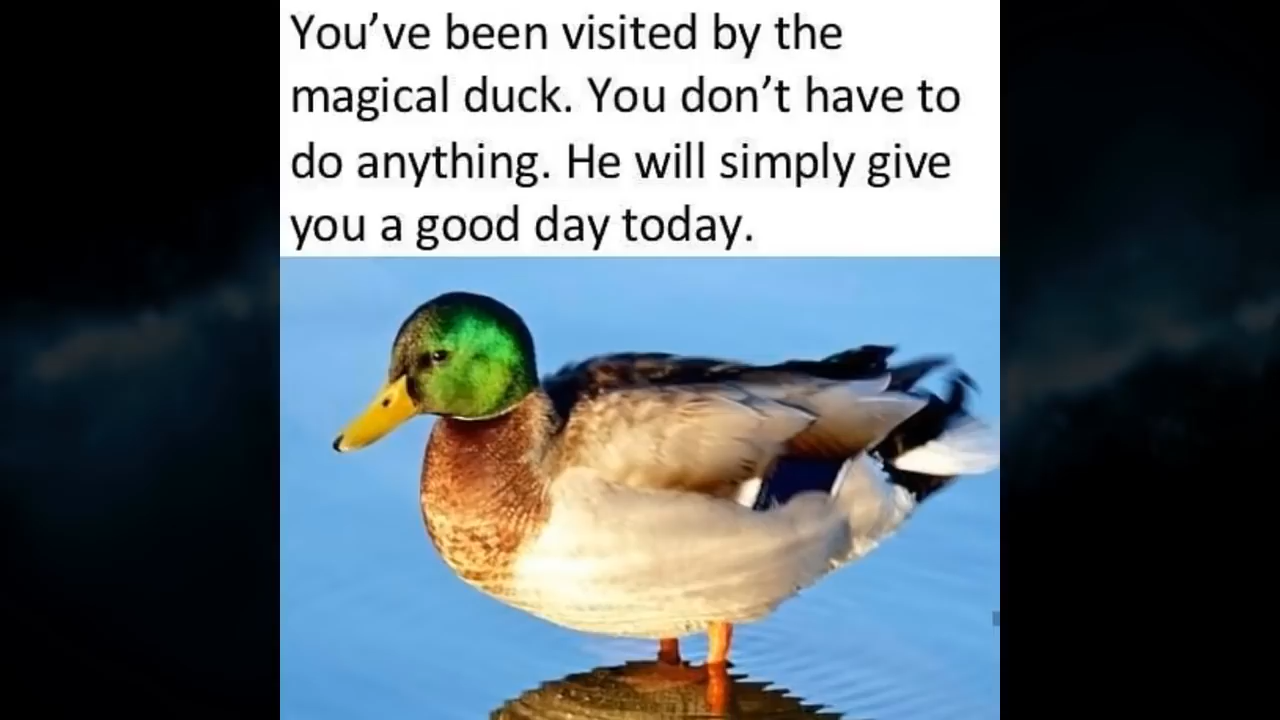 You’ve been visited by the
magical duck. You don’t have to
do anything. He will simply give
you a good day today.